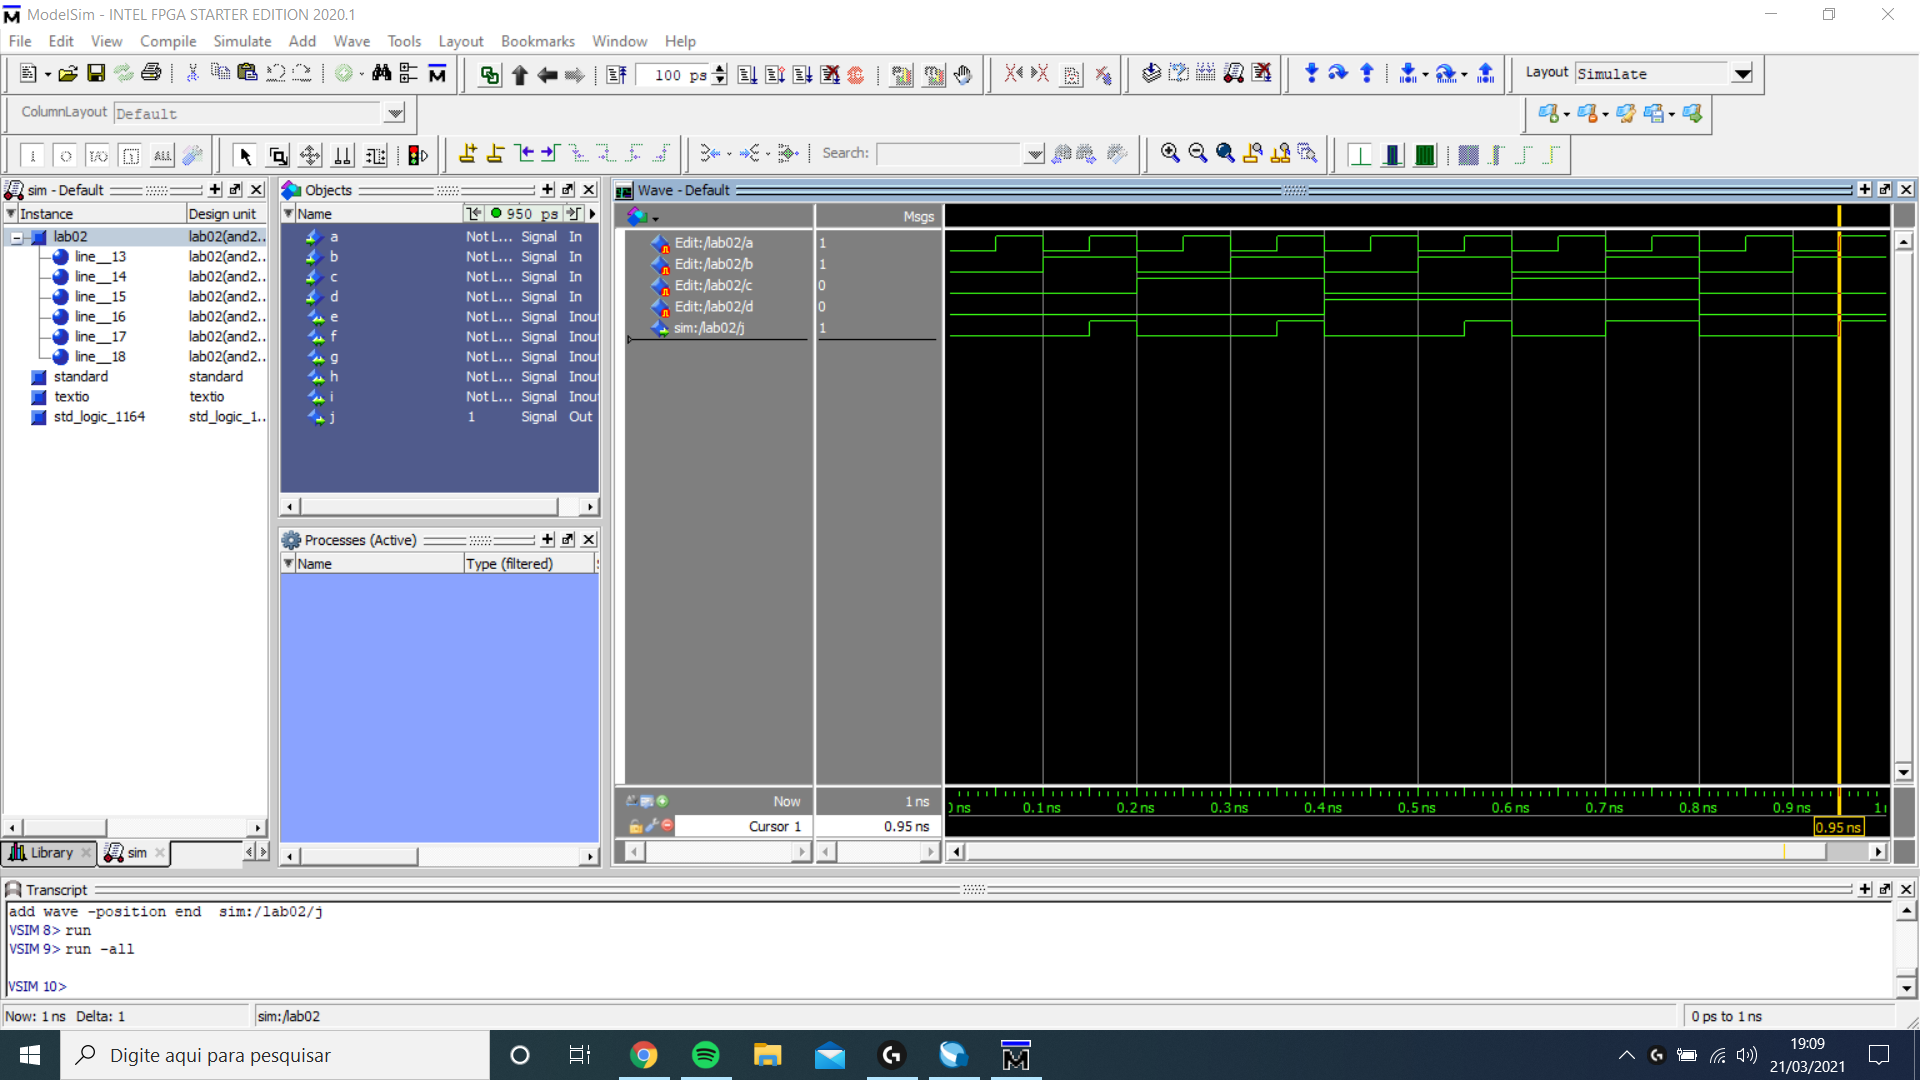 ModelSim - INTEL FPGA STARTER EDITION 2020.1
File Edit View Compile Simulate Add Wave Tools Layout Bookmarks Window Help
100 ps
Layout Simulate
ColumnLayout Default
Search:
sim - Default
Instance Design unit
lab02 lab02(and2..
line__13 lab02(and2..
line__14 lab02(and2..
line__15 lab02(and2..
line__16 lab02(and2..
line__17 lab02(and2..
line__18 lab02(and2..
standard standard
textio textio
std_logic_1164 std_logic_1..
Library sim
Objects
Name 950 ps
a Not L... Signal In
b Not L... Signal In
c Not L... Signal In
d Not L... Signal In
e Not L... Signal Inou
f Not L... Signal Inou
g Not L... Signal Inou
h Not L... Signal Inou
i Not L... Signal Inou
j 1 Signal Out
Processes (Active)
Name Type (filtered)
Wave - Default
Msgs
Edit:/lab02/a 1
Edit:/lab02/b 1
Edit:/lab02/c 0
Edit:/lab02/d 0
sim:/lab02/j 1
Now 1 ns
ns 0.1 ns 0.2 ns 0.3 ns 0.4 ns 0.5 ns 0.6 ns 0.7 ns 0.8 ns 0.9 ns 1
Cursor 1 0.95 ns
0.95 ns
Transcript
add wave -position end sim:/lab02/j
VSIM 8> run
VSIM 9> run -all
VSIM 10>
Now: 1 ns Delta: 1 sim:/lab02 0 ps to 1 ns
Digite aqui para pesquisar
19:09
21/03/2021